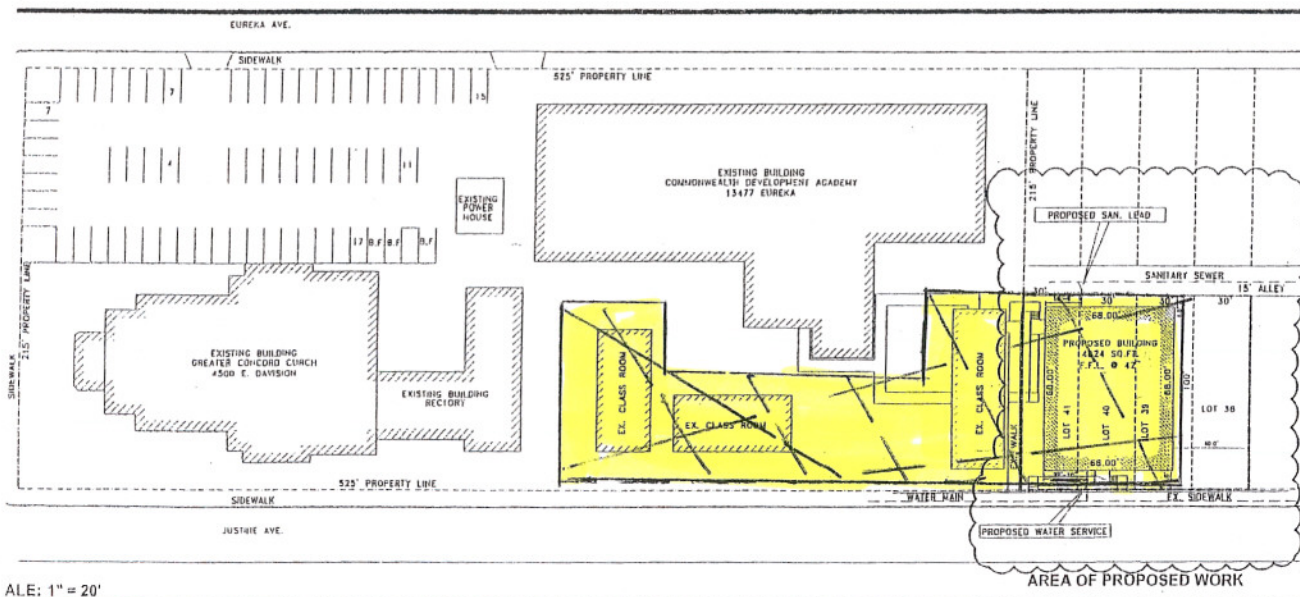 EUREKA AVE.
SIDEWALK
525' PROPERTY LINE
7
15
7
4
11
17 B.F B.F B.F
EXISTING
POWER
HOUSE
EXISTING BUILDING
COMMONWEALTH DEVELOPMENT ACADEMY
13477 EUREKA
215' PROPERTY LINE
PROPOSED SAN. LEAD
SANITARY SEWER
15' ALLEY
30'
30'
30'
30'
68.00'
PROPOSED BUILDING
F.F.L. @ 42
68.00'
68.00'
LOT 41
LOT 40
LOT 39
100'
LOT 38
68.00'
SIDEWALK
215' PROPERTY LINE
SIDEWALK
EXISTING BUILDING
GREATER CONCORD CURCH
4500 E. DAVISION
EXISTING BUILDING
RECTORY
EX. CLASS ROOM
EX. CLASS ROOM
EX. CLASS ROOM
525' PROPERTY LINE
SIDEWALK
WATER MAIN
EX. SIDEWALK
JUSTINE AVE.
PROPOSED WATER SERVICE
AREA OF PROPOSED WORK
ALE: 1" = 20'